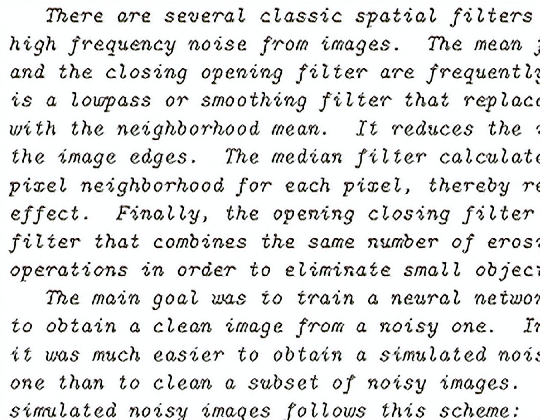 There are several classic spatial filters
high frequency noise from images. The mean
and the closing opening filter are frequently
is a lowpass or smoothing filter that replac
with the neighborhood mean. It reduces the
the image edges. The median filter calculate
pixel neighborhood for each pixel, thereby re
effect. Finally, the opening closing filter
filter that combines the same number of eros
operations in order to eliminate small objec
The main goal was to train a neural networ
to obtain a clean image from a noisy one. In
it was much easier to obtain a simulated nois
one than to clean a subset of noisy images.
simulated noisy images follows this scheme: